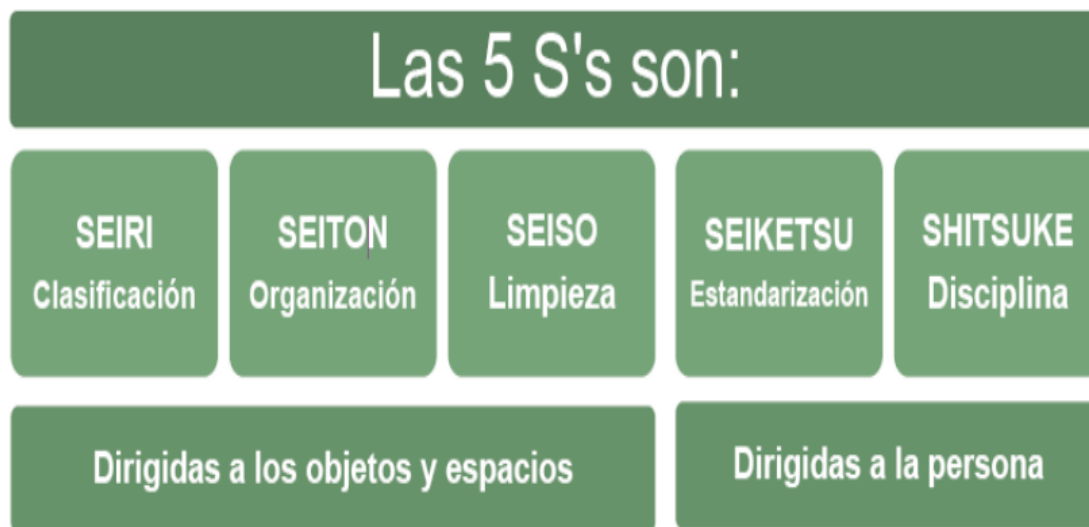 Las 5 S's son:
SEIRI
Clasificación
SEITON
Organización
SEISO
Limpieza
SEIKETSU
Estandarización
SHITSUKE
Disciplina
Dirigidas a los objetos y espacios
Dirigidas a la persona